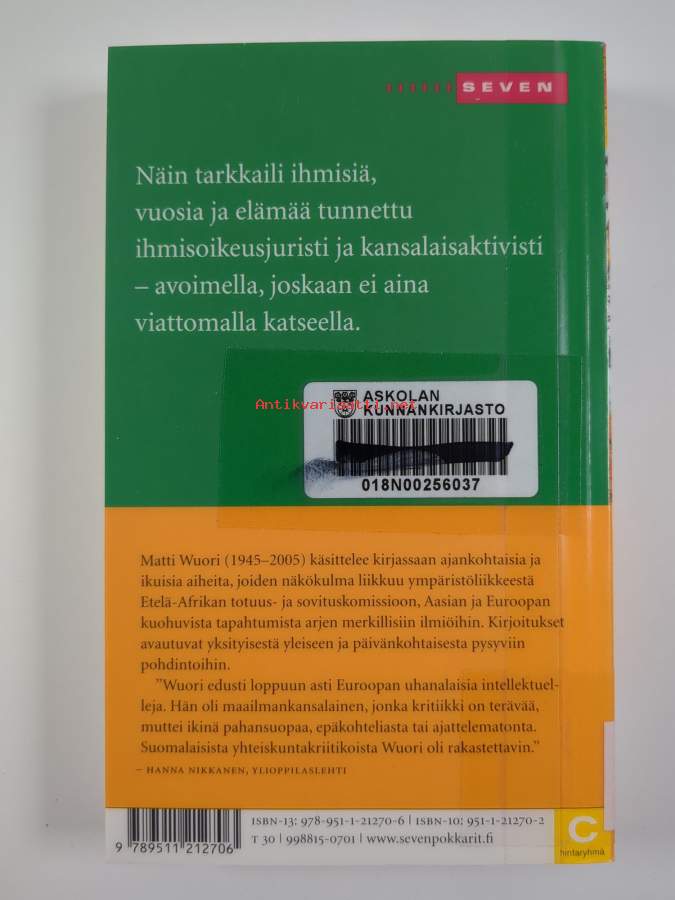 SEVEN
Näin tarkkaili ihmisiä,
vuosia ja elämää tunnettu
ihmisoikeusjuristi ja kansalaisaktivisti
– avoimella, joskaan ei aina
viattomalla katseella.
ASKOLAN
KUNNANKIRJASTO
Antikvariaatti.net
018N00256037
Matti Wuori (1945–2005) käsittelee kirjassaan ajankohtaisia ja
ikuisia aiheita, joiden näkökulma liikkuu ympäristöliikkeestä
Etelä-Afrikan totuus- ja sovituskomissioon, Aasian ja Euroopan
kuohuvista tapahtumista arjen merkillisiin ilmiöihin. Kirjoitukset
avautuvat yksityisestä yleiseen ja päivänkohtaisesta pysyviin
pohdintoihin.
”Wuori edusti loppuun asti Euroopan uhanalaisia intellektuel-
leja. Hän oli maailmankansalainen, jonka kritiikki on terävää,
muttei ikinä pahansuopaa, epäkohteliasta tai ajattelematonta.
Suomalaisista yhteiskuntakriitikoista Wuori oli rakastettavin.”
– HANNA NIKKANEN, YLIOPPILASLEHTI
ISBN-13: 978-951-1-21270-6 | ISBN-10: 951-1-21270-2
T 30 | 998815-0701 | www.sevenpokkarit.fi
9 789511 212706
C
hintaryhmä